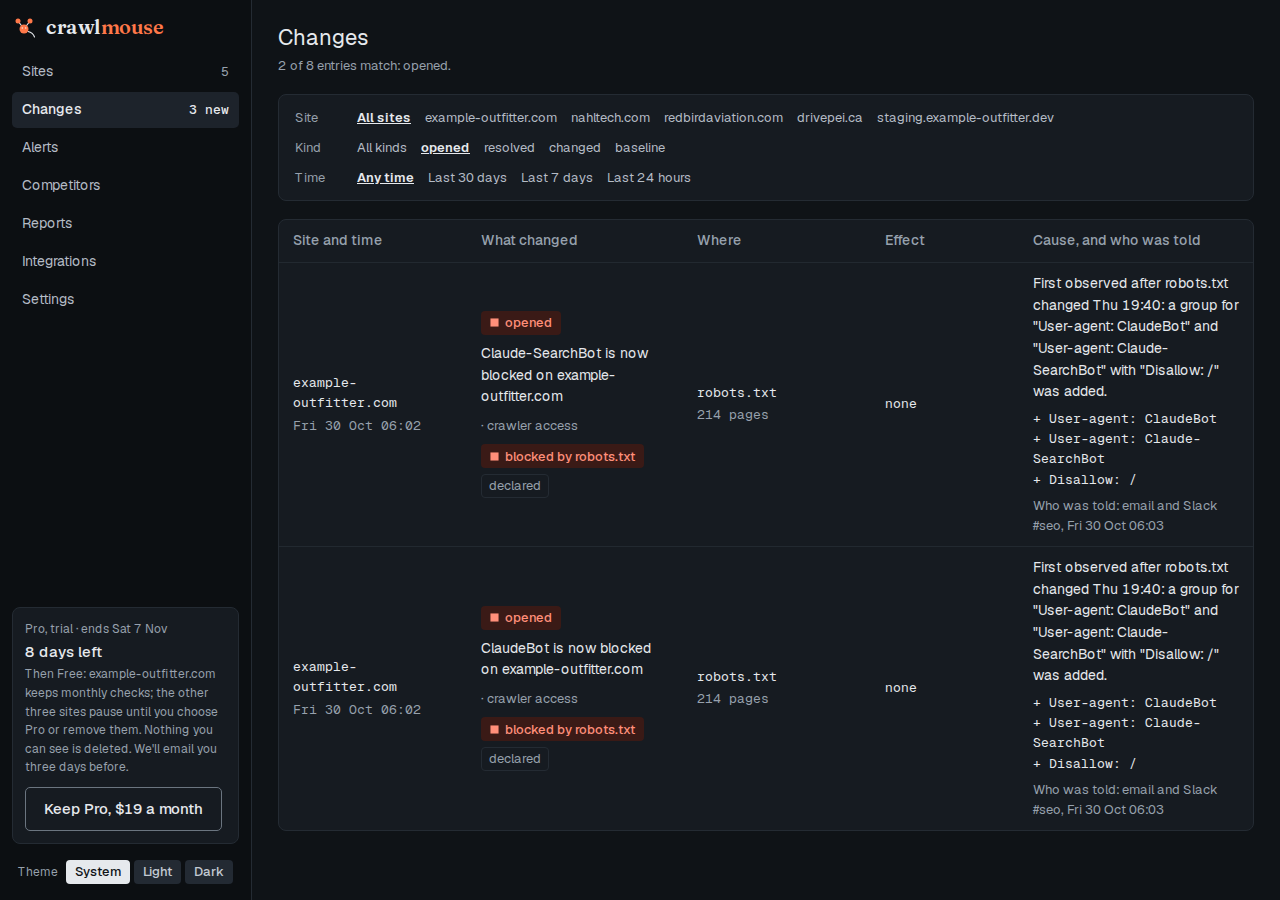 crawlmouse
Sites 5
Changes 3 new
Alerts
Competitors
Reports
Integrations
Settings
Pro, trial · ends Sat 7 Nov
8 days left
Then Free: example-outfitter.com
keeps monthly checks; the other
three sites pause until you choose
Pro or remove them. Nothing you
can see is deleted. We'll email you
three days before.
Keep Pro, $19 a month
Theme System Light Dark
Changes
2 of 8 entries match: opened.
Site All sites example-outfitter.com nahltech.com redbirdaviation.com drivepei.ca staging.example-outfitter.dev
Kind All kinds opened resolved changed baseline
Time Any time Last 30 days Last 7 days Last 24 hours
Site and time What changed Where Effect Cause, and who was told
example-
outfitter.com
Fri 30 Oct 06:02
opened
Claude-SearchBot is now
blocked on example-
outfitter.com
· crawler access
blocked by robots.txt
declared
robots.txt
214 pages
none
First observed after robots.txt
changed Thu 19:40: a group for
"User-agent: ClaudeBot" and
"User-agent: Claude-
SearchBot" with "Disallow: /"
was added.
+ User-agent: ClaudeBot
+ User-agent: Claude-
SearchBot
+ Disallow: /
Who was told: email and Slack
#seo, Fri 30 Oct 06:03
example-
outfitter.com
Fri 30 Oct 06:02
opened
ClaudeBot is now blocked
on example-outfitter.com
· crawler access
blocked by robots.txt
declared
robots.txt
214 pages
none
First observed after robots.txt
changed Thu 19:40: a group for
"User-agent: ClaudeBot" and
"User-agent: Claude-
SearchBot" with "Disallow: /"
was added.
+ User-agent: ClaudeBot
+ User-agent: Claude-
SearchBot
+ Disallow: /
Who was told: email and Slack
#seo, Fri 30 Oct 06:03